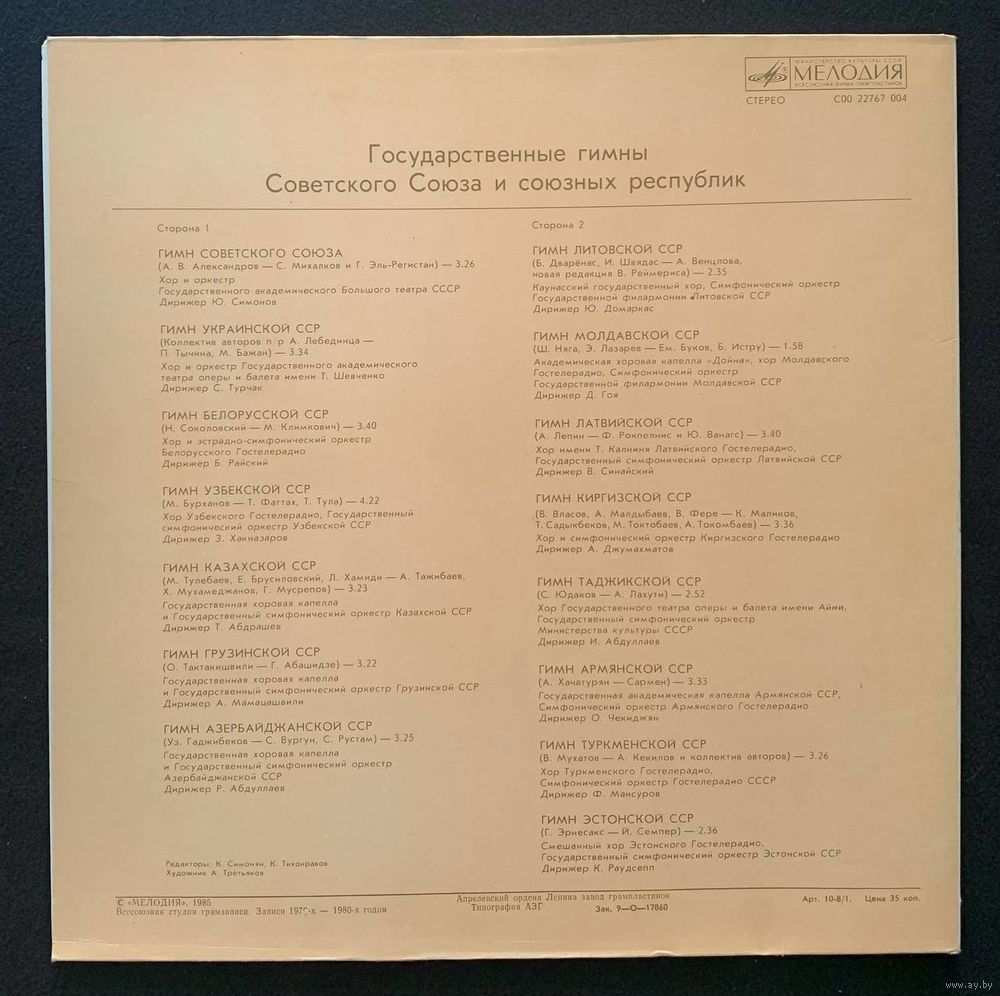 МИНИСТЕРСТВО КУЛЬТУРЫ СССР
МЕЛОДИЯ
ВСЕСОЮЗНАЯ ФИРМА ГРАМПЛАСТИНОК
СТЕРЕО С00 22767 004
Государственные гимны
Советского Союза и союзных республик
Сторона 1
ГИМН СОВЕТСКОГО СОЮЗА
(А. В. Александров — С. Михалков и Г. Эль-Регистан) — 3.26
Хор и оркестр
Государственного академического Большого театра СССР
Дирижер Ю. Симонов
ГИМН УКРАИНСКОЙ ССР
(Коллектив авторов п/р А. Лебединца —
П. Тычина, М. Бажан) — 3.34
Хор и оркестр Государственного академического
театра оперы и балета имени Т. Шевченко
Дирижер С. Турчак
ГИМН БЕЛОРУССКОЙ ССР
(Н. Соколовский — М. Климкович) — 3.40
Хор и эстрадно-симфонический оркестр
Белорусского Гостелерадио
Дирижер Б. Райский
ГИМН УЗБЕКСКОЙ ССР
(М. Бурханов — Т. Фаттах, Т. Тула) — 4.22
Хор Узбекского Гостелерадио, Государственный
симфонический оркестр Узбекской ССР
Дирижер З. Хакназаров
ГИМН КАЗАХСКОЙ ССР
(М. Тулебаев, Е. Брусиловский, Л. Хамиди — А. Тажибаев,
Х. Мухамеджанов, Г. Мусрепов) — 3.23
Государственная хоровая капелла
и Государственный симфонический оркестр Казахской ССР
Дирижер Т. Абдрашев
ГИМН ГРУЗИНСКОЙ ССР
(О. Тактакишвили — Г. Абашидзе) — 3.22
Государственная хоровая капелла
и Государственный симфонический оркестр Грузинской ССР
Дирижер А. Мамацашвили
ГИМН АЗЕРБАЙДЖАНСКОЙ ССР
(Уз. Гаджибеков — С. Вургун, С. Рустам) — 3.25
Государственная хоровая капелла
и Государственный симфонический оркестр
Азербайджанской ССР
Дирижер Р. Абдуллаев
Редакторы: К. Симонян, К. Тихонравов
Художник А. Третьяков
Сторона 2
ГИМН ЛИТОВСКОЙ ССР
(Б. Дварёнас, И. Швядас — А. Венцлова,
новая редакция В. Реймериса) — 2.35
Каунасский государственный хор, Симфонический оркестр
Государственной филармонии Литовской ССР
Дирижер Ю. Домаркас
ГИМН МОЛДАВСКОЙ ССР
(Ш. Няга, Э. Лазарев — Ем. Буков, Б. Истру) — 1.58
Академическая хоровая капелла «Дойна», хор Молдавского
Гостелерадио, Симфонический оркестр
Государственной филармонии Молдавской ССР
Дирижер Д. Гоя
ГИМН ЛАТВИЙСКОЙ ССР
(А. Лепин — Ф. Рокпелнис и Ю. Ванагс) — 3.40
Хор имени Т. Калниня Латвийского Гостелерадио,
Государственный симфонический оркестр Латвийской ССР
Дирижер В. Синайский
ГИМН КИРГИЗСКОЙ ССР
(В. Власов, А. Малдыбаев, В. Фере — К. Маликов,
Т. Садыкбеков, М. Токтобаев, А. Токомбаев) — 3.36
Хор и симфонический оркестр Киргизского Гостелерадио
Дирижер А. Джумахматов
ГИМН ТАДЖИКСКОЙ ССР
(С. Юдаков — А. Лахути) — 2.52
Хор Государственного театра оперы и балета имени Айни,
Государственный симфонический оркестр
Министерства культуры СССР
Дирижер И. Абдуллаев
ГИМН АРМЯНСКОЙ ССР
(А. Хачатурян — Сармен) — 3.33
Государственная академическая капелла Армянской ССР,
Симфонический оркестр Армянского Гостелерадио
Дирижер О. Чекиджян
ГИМН ТУРКМЕНСКОЙ ССР
(В. Мухатов — А. Кекилов и коллектив авторов) — 3.26
Хор Туркменского Гостелерадио,
Симфонический оркестр Гостелерадио СССР
Дирижер Ф. Мансуров
ГИМН ЭСТОНСКОЙ ССР
(Г. Эрнесакс — Й. Семпер) — 2.36
Смешанный хор Эстонского Гостелерадио,
Государственный симфонический оркестр Эстонской ССР
Дирижер К. Раудсепп
С «МЕЛОДИЯ», 1985
Всесоюзная студия грамзаписи. Записи 1970-х — 1980-х годов
Апрелевский ордена Ленина завод грампластинок
Типография АЗГ Зак. 9—О—17860
Арт. 10-8/1. Цена 35 коп.
www.ay.by